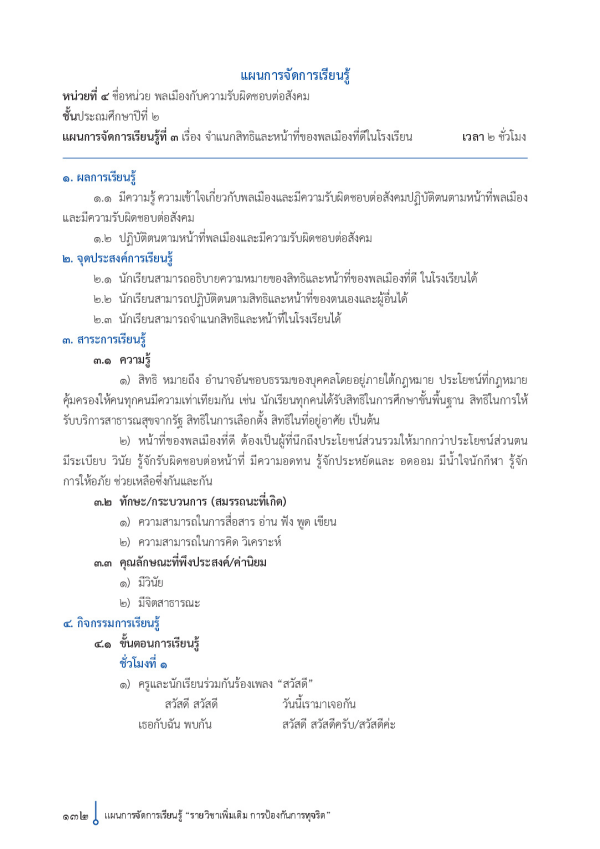 แผนการจัดการเรียนรู้
หน่วยที่ ๔ ชื่อหน่วย พลเมืองกับความรับผิดชอบต่อสังคม
ชั้นประถมศึกษาปีที่ ๒
แผนการจัดการเรียนรู้ที่ ๓ เรื่อง จำแนกสิทธิและหน้าที่ของพลเมืองที่ดีในโรงเรียน เวลา ๒ ชั่วโมง
๑. ผลการเรียนรู้
๑.๑ มีความรู้ ความเข้าใจเกี่ยวกับพลเมืองและมีความรับผิดชอบต่อสังคมปฏิบัติตนตามหน้าที่พลเมือง
และมีความรับผิดชอบต่อสังคม
๑.๒ ปฏิบัติตนตามหน้าที่พลเมืองและมีความรับผิดชอบต่อสังคม
๒. จุดประสงค์การเรียนรู้
๒.๑ นักเรียนสามารถอธิบายความหมายของสิทธิและหน้าที่ของพลเมืองที่ดี ในโรงเรียนได้
๒.๒ นักเรียนสามารถปฏิบัติตนตามสิทธิและหน้าที่ของตนเองและผู้อื่นได้
๒.๓ นักเรียนสามารถจำแนกสิทธิและหน้าที่ในโรงเรียนได้
๓. สาระการเรียนรู้
๓.๑ ความรู้
๑) สิทธิ หมายถึง อำนาจอันชอบธรรมของบุคคลโดยอยู่ภายใต้กฎหมาย ประโยชน์ที่กฎหมาย
คุ้มครองให้คนทุกคนมีความเท่าเทียมกัน เช่น นักเรียนทุกคนได้รับสิทธิในการศึกษาขั้นพื้นฐาน สิทธิในการให้
รับบริการสาธารณสุขจากรัฐ สิทธิในการเลือกตั้ง สิทธิในที่อยู่อาศัย เป็นต้น
๒) หน้าที่ของพลเมืองที่ดี ต้องเป็นผู้ที่นึกถึงประโยชน์ส่วนรวมให้มากกว่าประโยชน์ส่วนตน
มีระเบียบ วินัย รู้จักรับผิดชอบต่อหน้าที่ มีความอดทน รู้จักประหยัดและ อดออม มีน้ำใจนักกีฬา รู้จัก
การให้อภัย ช่วยเหลือซึ่งกันและกัน
๓.๒ ทักษะ/กระบวนการ (สมรรถนะที่เกิด)
๑) ความสามารถในการสื่อสาร อ่าน ฟัง พูด เขียน
๒) ความสามารถในการคิด วิเคราะห์
๓.๓ คุณลักษณะที่พึงประสงค์/ค่านิยม
๑) มีวินัย
๒) มีจิตสาธารณะ
๔. กิจกรรมการเรียนรู้
๔.๑ ขั้นตอนการเรียนรู้
ชั่วโมงที่ ๑
๑) ครูและนักเรียนร่วมกันร้องเพลง “สวัสดี”
สวัสดี สวัสดี วันนี้เรามาเจอกัน
เธอกับฉัน พบกัน สวัสดี สวัสดีครับ/สวัสดีค่ะ
๑๓๒ แผนการจัดการเรียนรู้ “รายวิชาเพิ่มเติม การป้องกันการทุจริต”